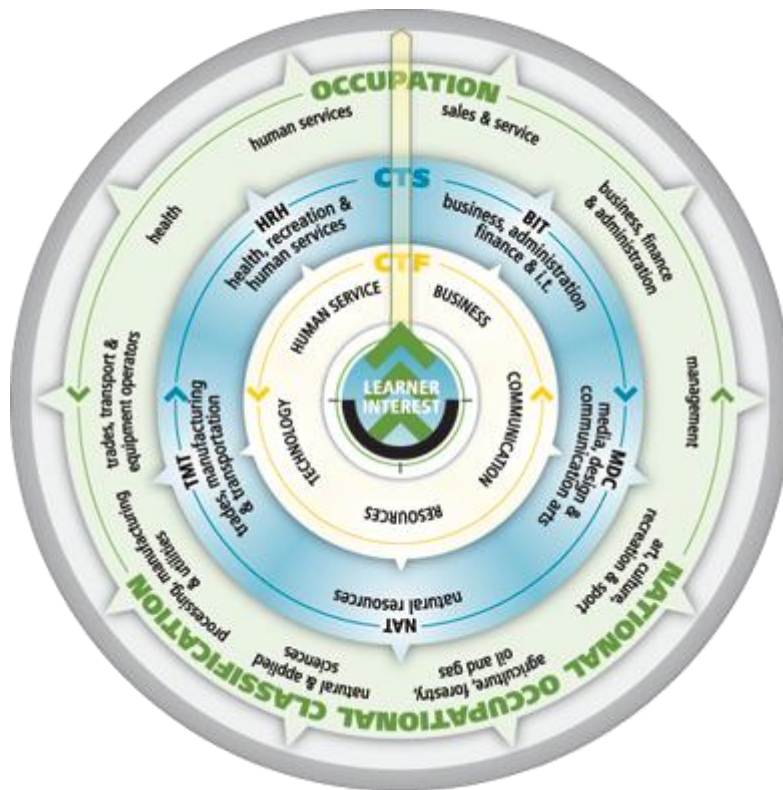 OCCUPATION
sales & service
business, finance
& administration
management
art, culture,
recreation & sport
agriculture, forestry,
oil and gas
natural & applied
sciences
processing, manufacturing
& utilities
trades, transport &
equipment operators
health
human services
NATIONAL OCCUPATIONAL CLASSIFICATION
CTS
BIT
business, administration
finance & i.t.
MDC
media, design &
communication arts
NAT
natural resources
TMT
trades, manufacturing
& transportation
HRH
health, recreation &
human services
CTF
BUSINESS
COMMUNICATION
RESOURCES
TECHNOLOGY
HUMAN SERVICE
LEARNER
INTEREST